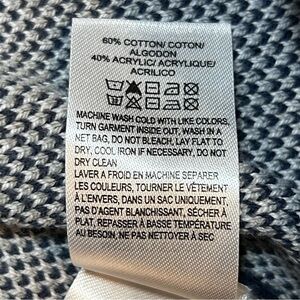 60% COTTON/ COTON/
ALGODON
40% ACRYLIC/ ACRYLIQUE/
ACRILICO
MACHINE WASH COLD WITH LIKE COLORS,
TURN GARMENT INSIDE OUT, WASH IN A
NET BAG, DO NOT BLEACH, LAY FLAT TO
DRY, COOL IRON IF NECESSARY, DO NOT
DRY CLEAN
LAVER A FROID EN MACHINE SEPARER
LES COULEURS, TOURNER LE VÊTEMENT
À L'ENVERS, DANS UN SAC UNIQUEMENT,
PAS D'AGENT BLANCHISSANT, SÉCHER À
PLAT, REPASSER À BASSE TEMPÉRATURE
AU BESOIN, NE PAS NETTOYER À SEC